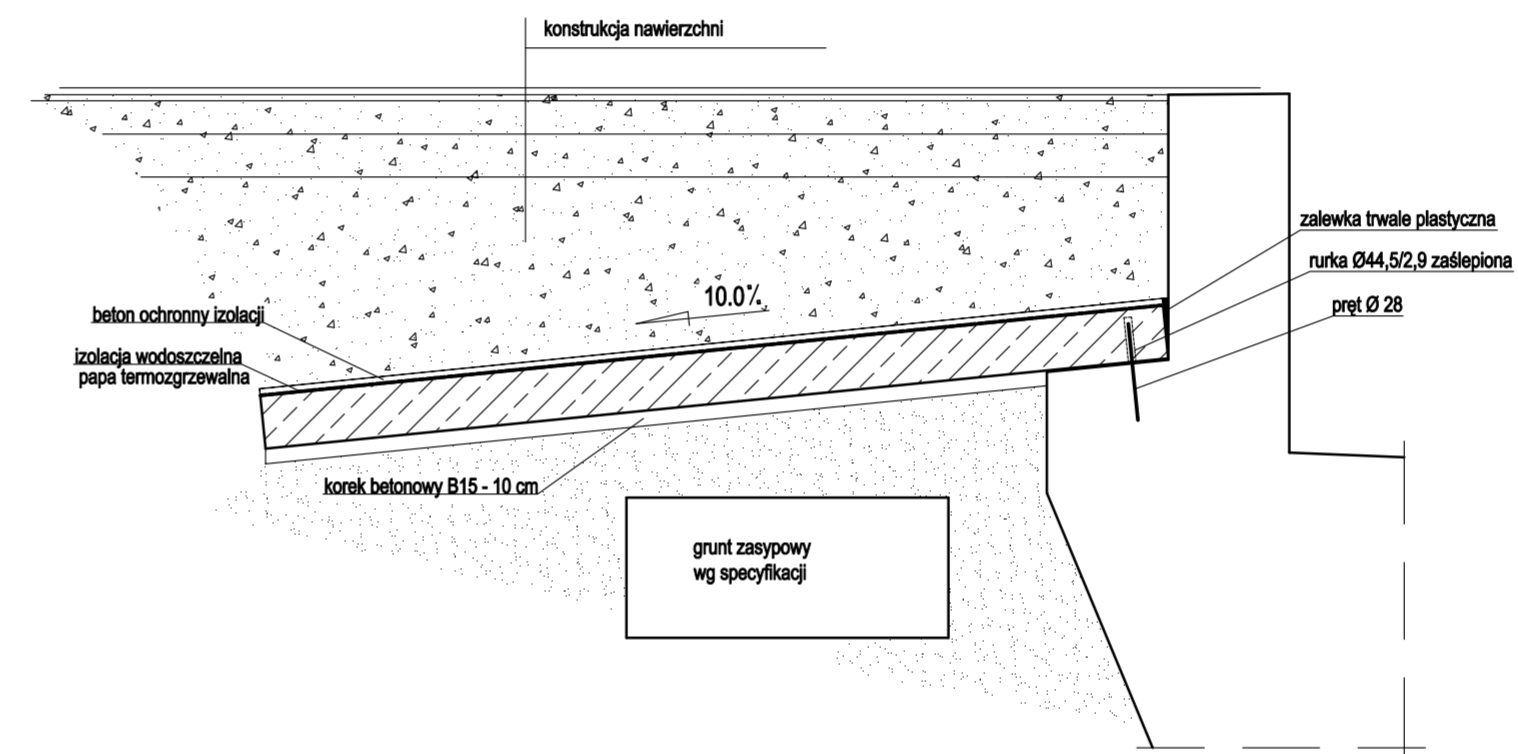 konstrukcja nawierzchni
zalewka trwale plastyczna
rurka Ø44,5/2,9 zaślepiona
pręt Ø 28
10.0%
beton ochronny izolacji
izolacja wodoszczelna
papa termozgrzewalna
korek betonowy B15 - 10 cm
grunt zasypowy
wg specyfikacji